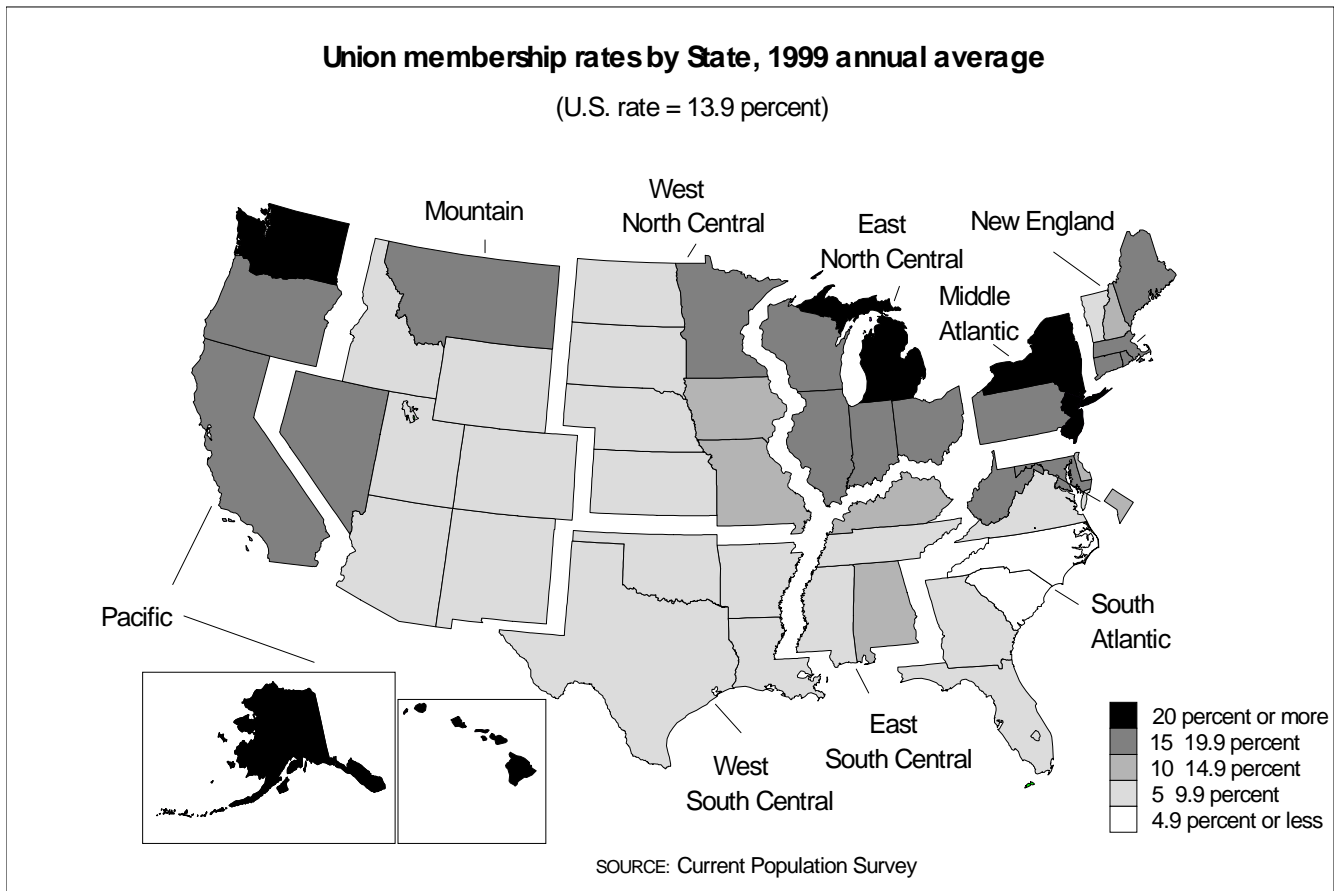 Union membership rates by State, 1999 annual average
(U.S. rate = 13.9 percent)
West
North Central
Mountain
East
North Central
New England
Middle
Atlantic
Pacific
South
Atlantic
East
South Central
West
South Central
20 percent or more
15 19.9 percent
10 14.9 percent
5 9.9 percent
4.9 percent or less
SOURCE: Current Population Survey